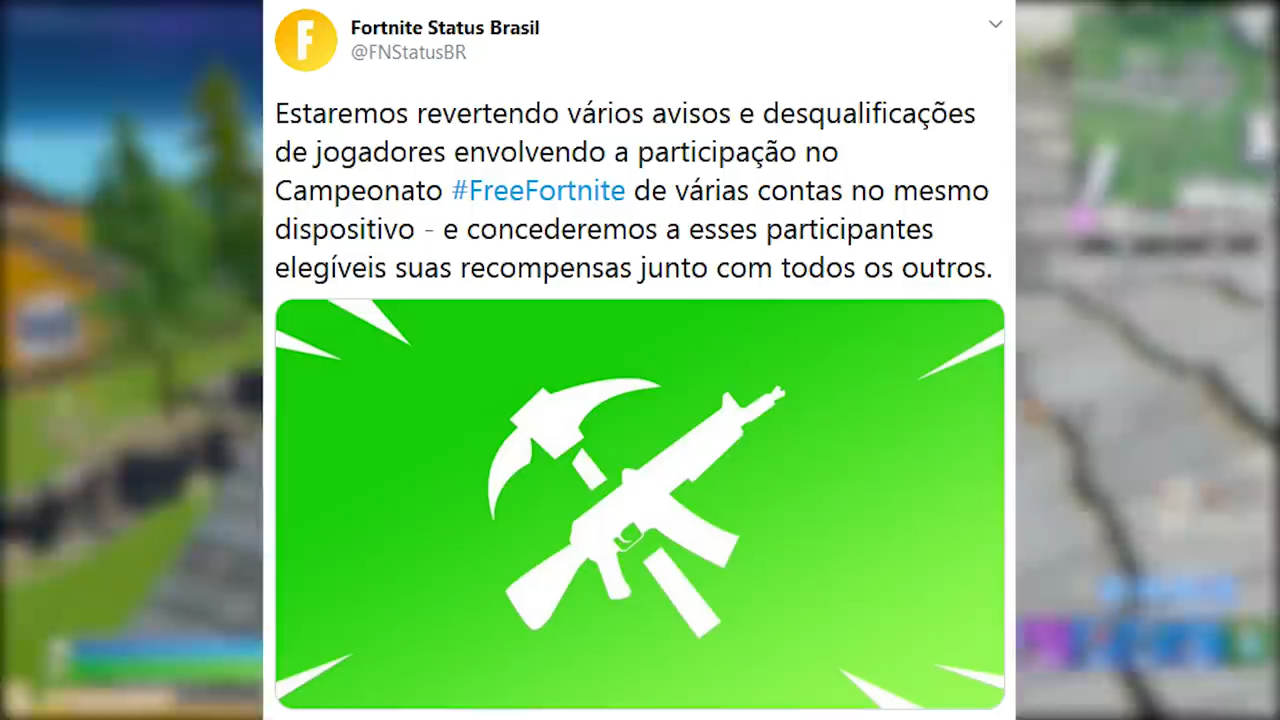 Fortnite Status Brasil
@FNStatusBR
Estaremos revertendo vários avisos e desqualificações
de jogadores envolvendo a participação no
Campeonato #FreeFortnite de várias contas no mesmo
dispositivo - e concederemos a esses participantes
elegíveis suas recompensas junto com todos os outros.